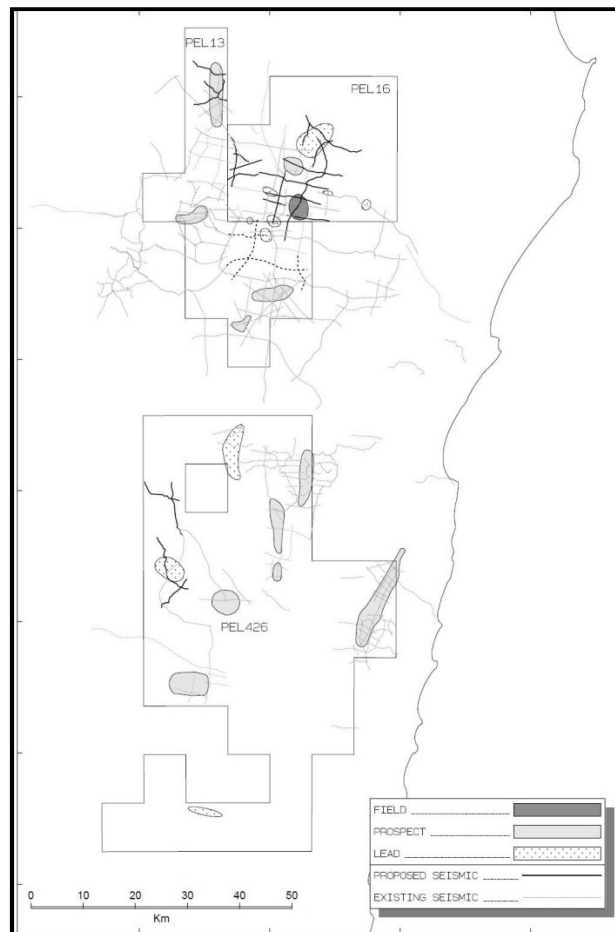 PEL13
PEL16
PEL426
FIELD
PROSPECT
LEAD
PROPOSED SEISMIC
EXISTING SEISMIC
0 10 20 30 40 50
Km